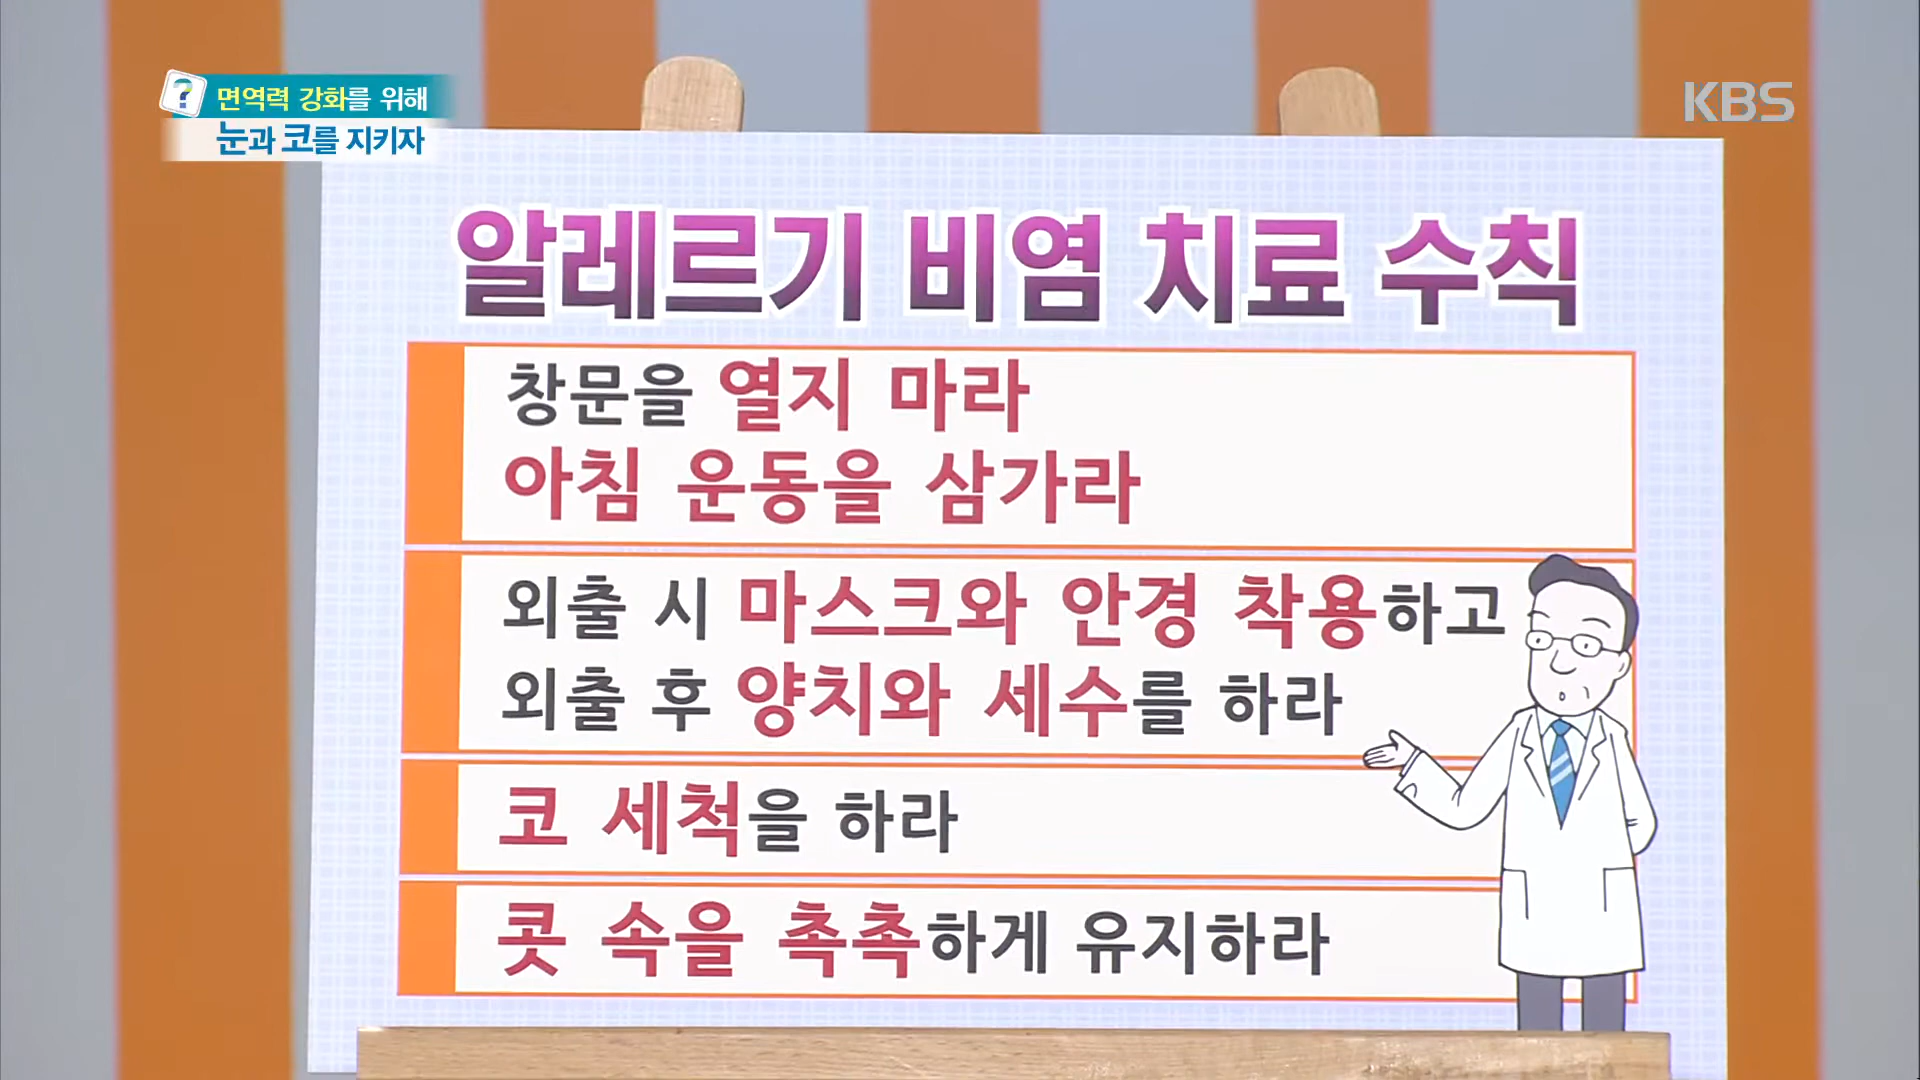 ?
면역력 강화를 위해
눈과 코를 지키자
KBS
알레르기 비염 치료 수칙
창문을 열지 마라
아침 운동을 삼가라
외출 시 마스크와 안경 착용하고
외출 후 양치와 세수를 하라
코 세척을 하라
콧 속을 촉촉하게 유지하라